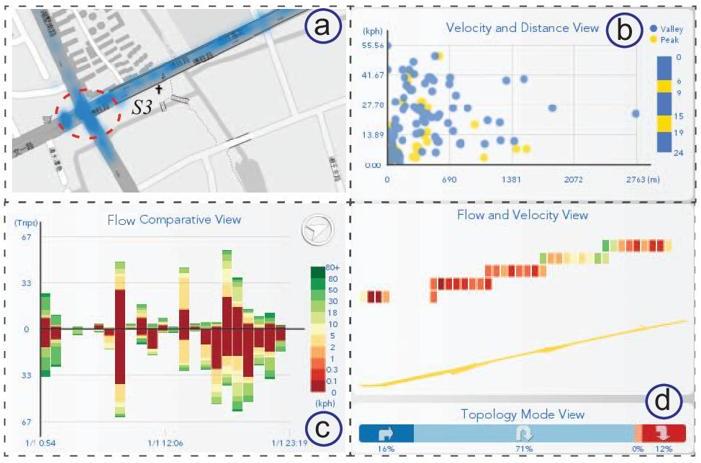 a
S3
b
Velocity and Distance View
Valley
Peak
(kph)
55.56
41.67
27.70
13.89
0.00
0 690 1381 2072 2763 (m)
0
6
9
15
19
24
c
Flow Comparative View
(Trips)
67
33
0
33
67
1/1 0:54 1/1 12:06 1/1 23:19
80+
80
50
30
18
10
5
2
1
0.3
0.1
0
(kph)
Flow and Velocity View
d
Topology Mode View
16% 71% 0% 12%